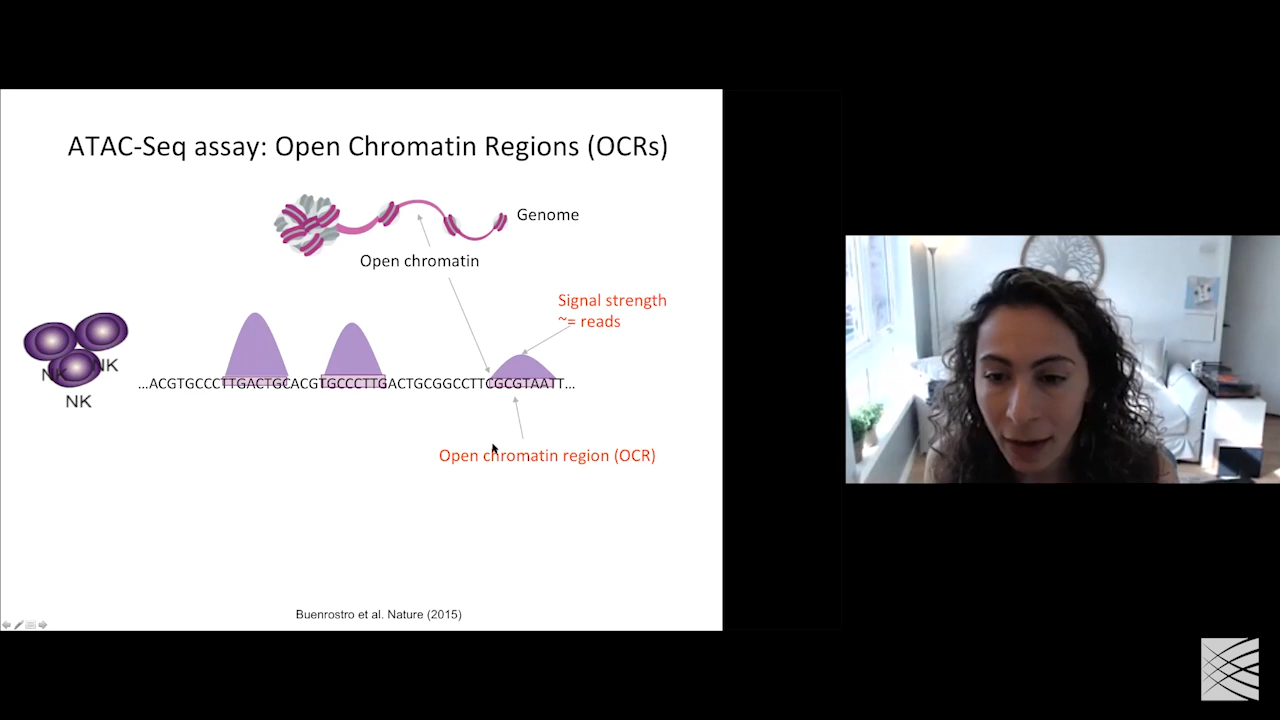 ATAC-Seq assay: Open Chromatin Regions (OCRs)
Genome
Open chromatin
Signal strength
~= reads
NK
NK
NK
...ACGTGCCCTTGACTGCACGTGCCCTTGACTGCGGCCTTCGCGTAATT...
Open chromatin region (OCR)
Buenrostro et al. Nature (2015)